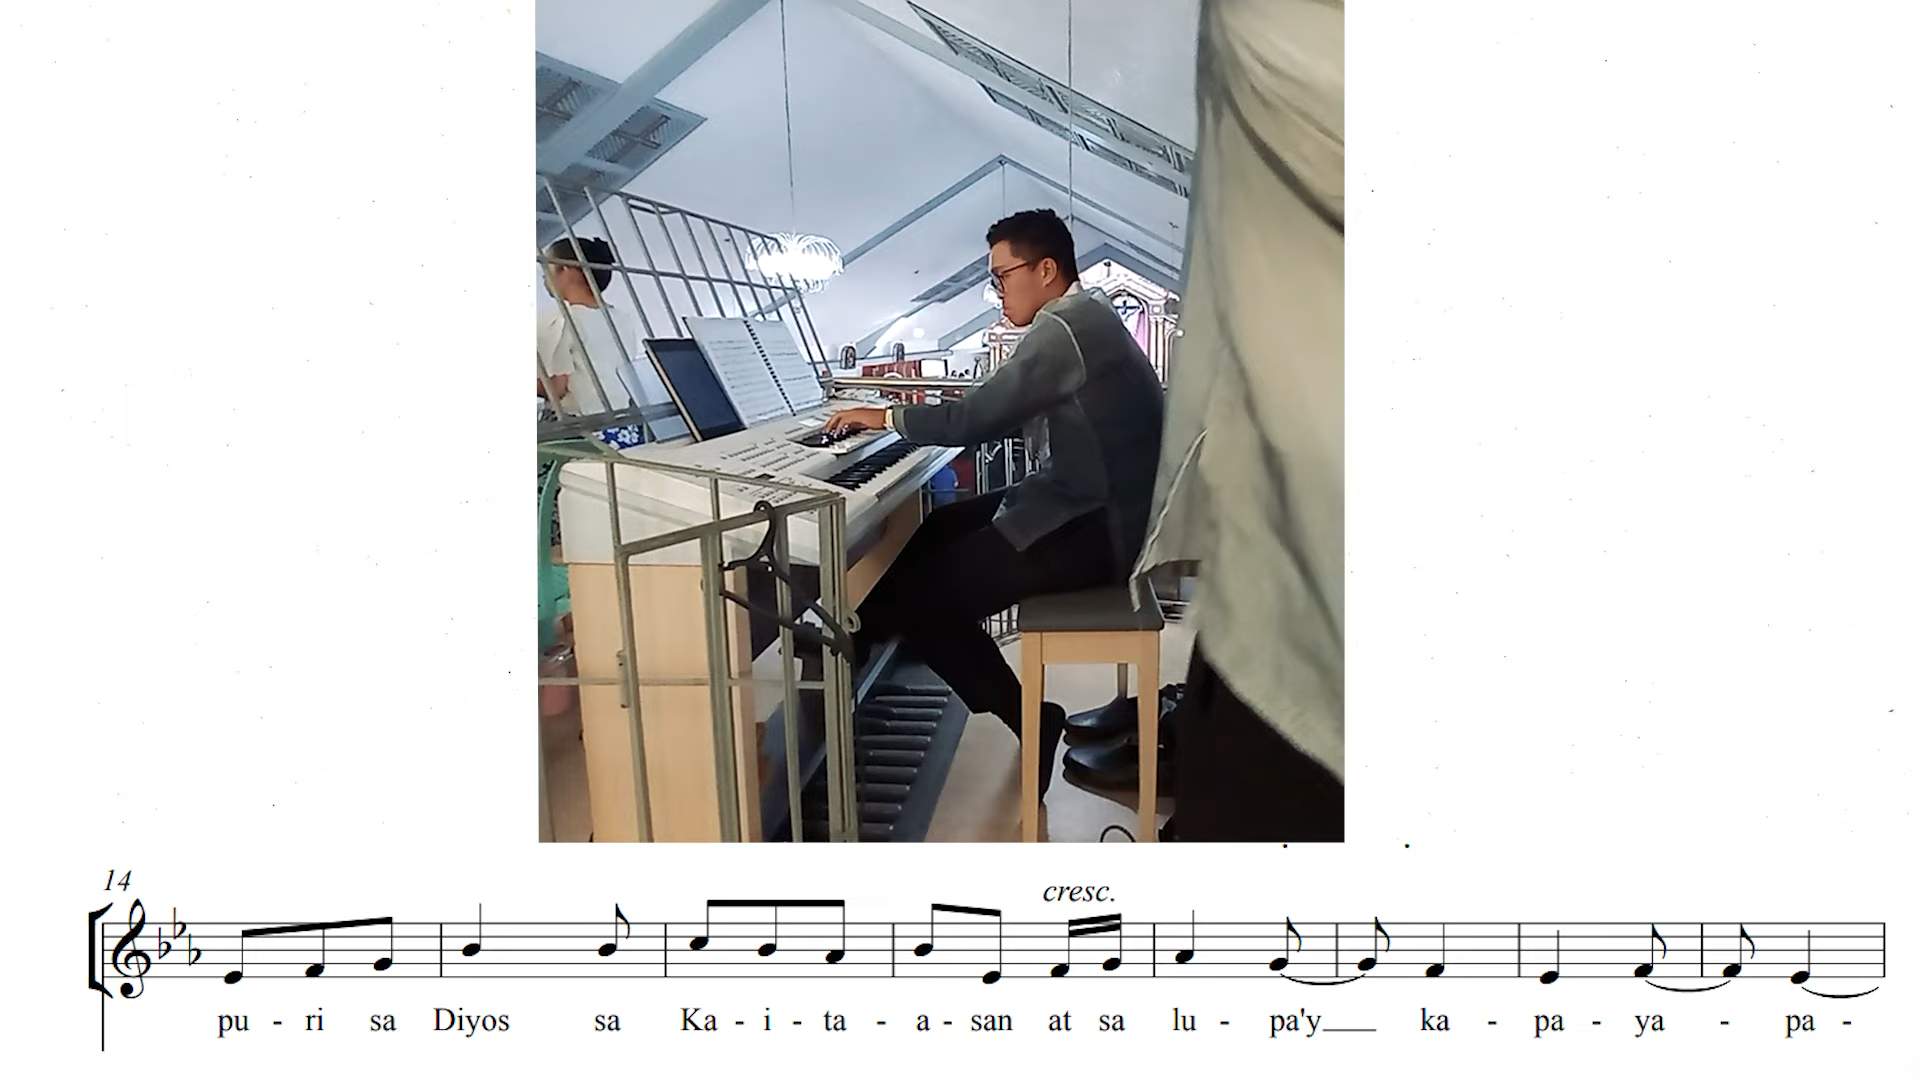 14
cresc.
pu - ri sa Diyos sa Ka - i - ta - a - san at sa lu - pa'y ka - pa - ya - pa -